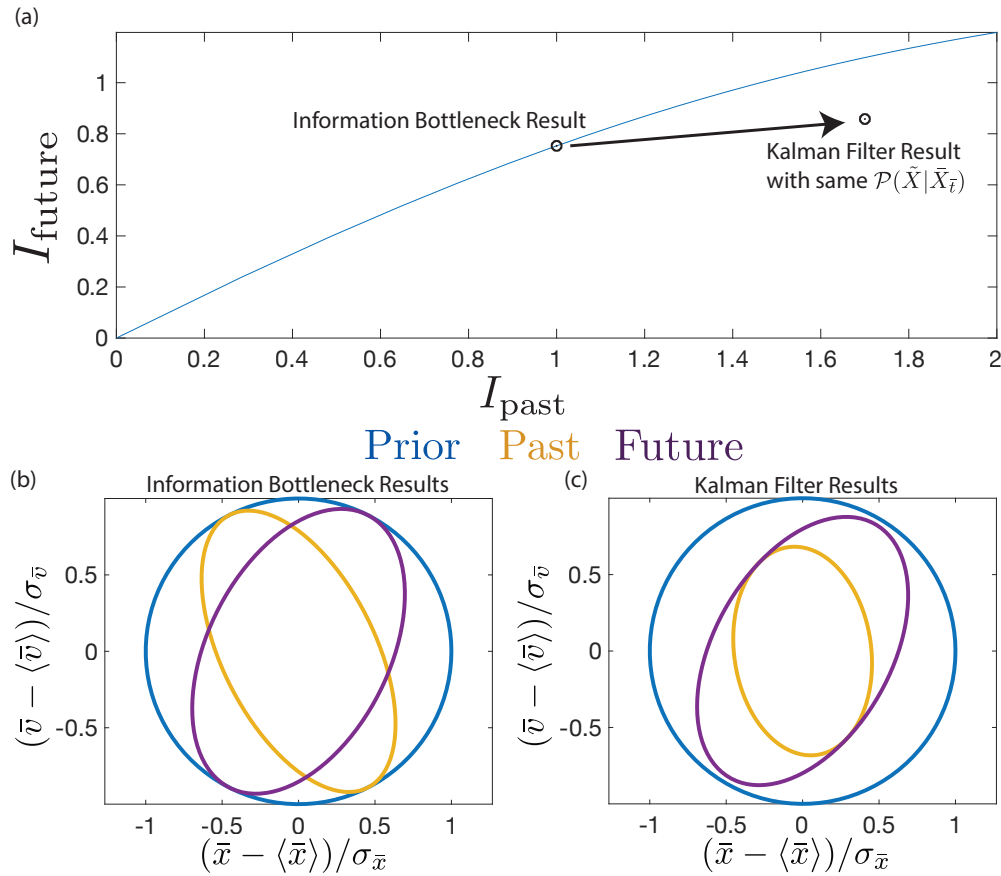 (a)
I_future
1
0.8
0.6
0.4
0.2
0
Information Bottleneck Result
Kalman Filter Result
with same 𝒫(X̃|X̄_t̄)
0 0.2 0.4 0.6 0.8 1 1.2 1.4 1.6 1.8 2
I_past
Prior Past Future
(b)
Information Bottleneck Results
(v̄ − ⟨v̄⟩)/σ_v̄
0.5
0
-0.5
-1 -0.5 0 0.5 1
(x̄ − ⟨x̄⟩)/σ_x̄
(c)
Kalman Filter Results
(v̄ − ⟨v̄⟩)/σ_v̄
0.5
0
-0.5
-1 -0.5 0 0.5 1
(x̄ − ⟨x̄⟩)/σ_x̄